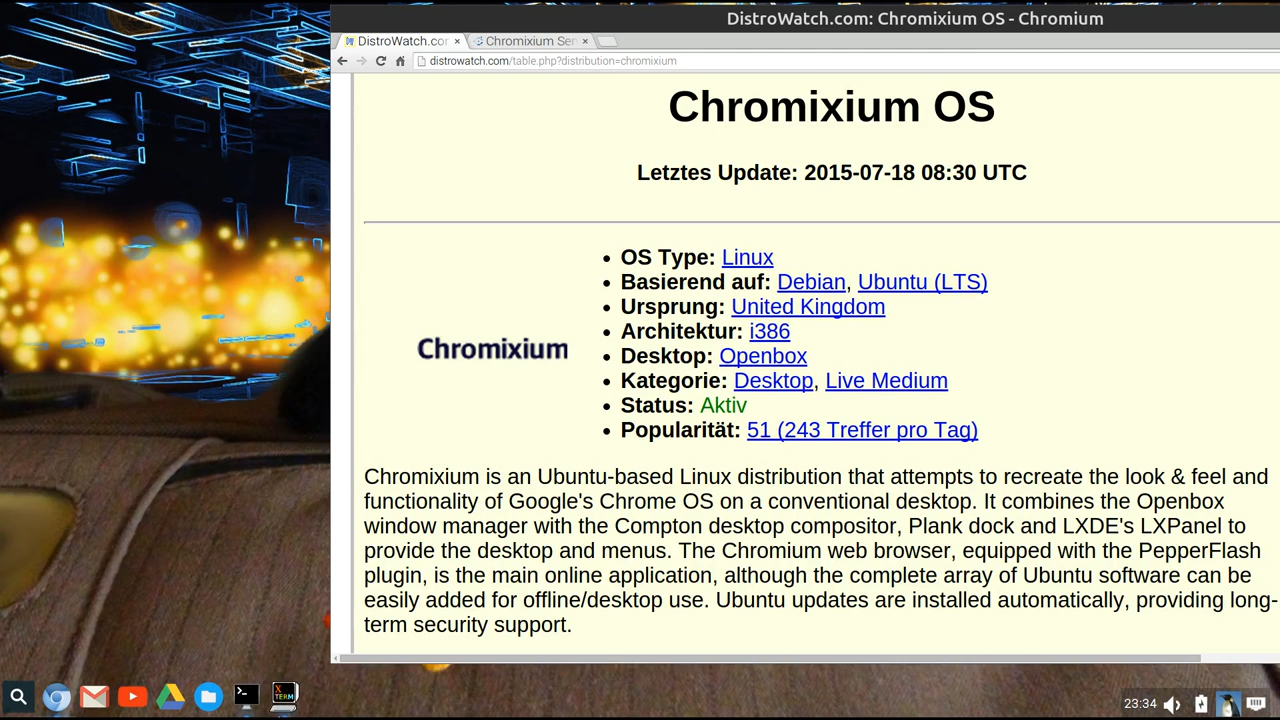 DistroWatch.com: Chromixium OS - Chromium
DistroWatch.cor
Chromixium Ser
distrowatch.com/table.php?distribution=chromixium
Chromixium OS
Letztes Update: 2015-07-18 08:30 UTC
OS Type: Linux
Basierend auf: Debian, Ubuntu (LTS)
Ursprung: United Kingdom
Architektur: i386
Chromixium
Desktop: Openbox
Kategorie: Desktop, Live Medium
Status: Aktiv
Popularität: 51 (243 Treffer pro Tag)
Chromixium is an Ubuntu-based Linux distribution that attempts to recreate the look & feel and
functionality of Google's Chrome OS on a conventional desktop. It combines the Openbox
window manager with the Compton desktop compositor, Plank dock and LXDE's LXPanel to
provide the desktop and menus. The Chromium web browser, equipped with the PepperFlash
plugin, is the main online application, although the complete array of Ubuntu software can be
easily added for offline/desktop use. Ubuntu updates are installed automatically, providing long-
term security support.
X
TERM
23:34